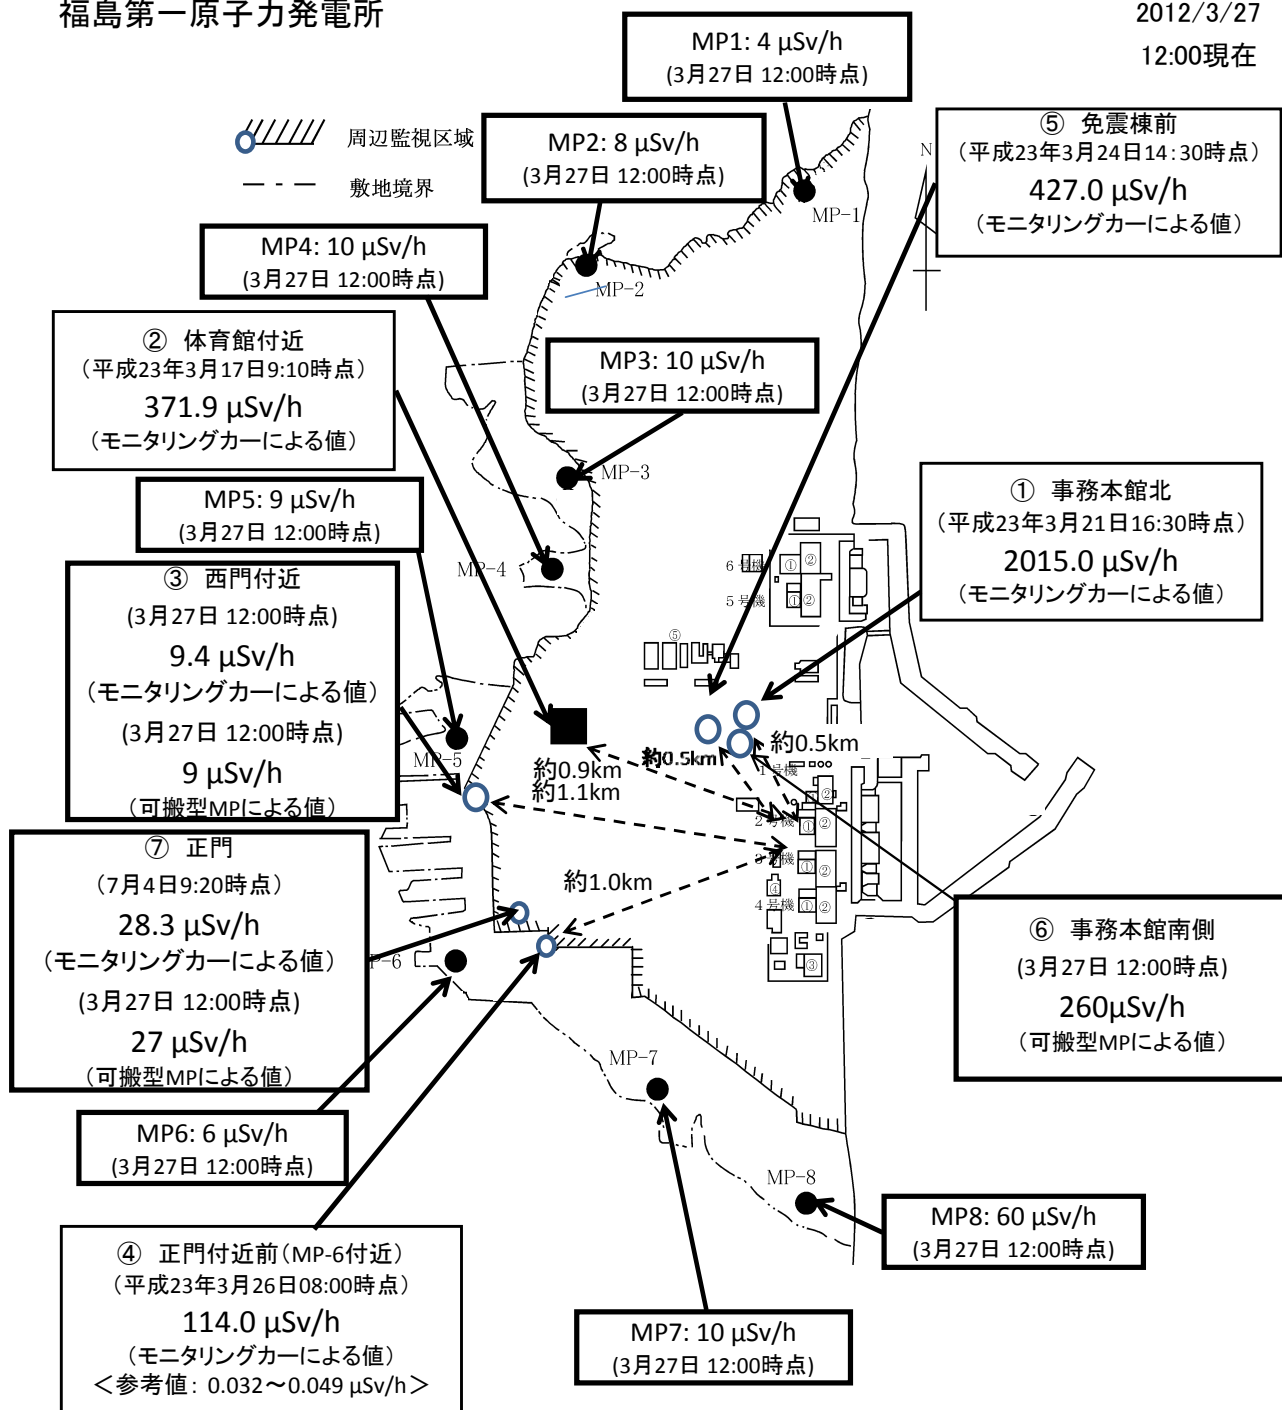 福島第一原子力発電所
2012/3/27
12:00現在
周辺監視区域
敷地境界
MP1: 4 μSv/h
(3月27日 12:00時点)
MP2: 8 μSv/h
(3月27日 12:00時点)
⑤ 免震棟前
(平成23年3月24日14:30時点)
427.0 μSv/h
(モニタリングカーによる値)
N
MP-1
MP4: 10 μSv/h
(3月27日 12:00時点)
MP-2
② 体育館付近
(平成23年3月17日9:10時点)
371.9 μSv/h
(モニタリングカーによる値)
MP3: 10 μSv/h
(3月27日 12:00時点)
MP-3
MP5: 9 μSv/h
(3月27日 12:00時点)
① 事務本館北
(平成23年3月21日16:30時点)
2015.0 μSv/h
(モニタリングカーによる値)
MP-4
6号機
①
②
5号機
①
②
③ 西門付近
(3月27日 12:00時点)
9.4 μSv/h
(モニタリングカーによる値)
(3月27日 12:00時点)
9 μSv/h
(可搬型MPによる値)
⑤
MP-5
約0.9km
約1.1km
約0.5km
約0.5km
1号機
②
2号機
①
②
3号機
①
②
④
4号機
①
②
③
約1.0km
⑦ 正門
(7月4日9:20時点)
28.3 μSv/h
(モニタリングカーによる値)
(3月27日 12:00時点)
27 μSv/h
(可搬型MPによる値)
P-6
⑥ 事務本館南側
(3月27日 12:00時点)
260μSv/h
(可搬型MPによる値)
MP-7
MP6: 6 μSv/h
(3月27日 12:00時点)
MP-8
MP8: 60 μSv/h
(3月27日 12:00時点)
④ 正門付近前(MP-6付近)
(平成23年3月26日08:00時点)
114.0 μSv/h
(モニタリングカーによる値)
<参考値: 0.032~0.049 μSv/h>
MP7: 10 μSv/h
(3月27日 12:00時点)